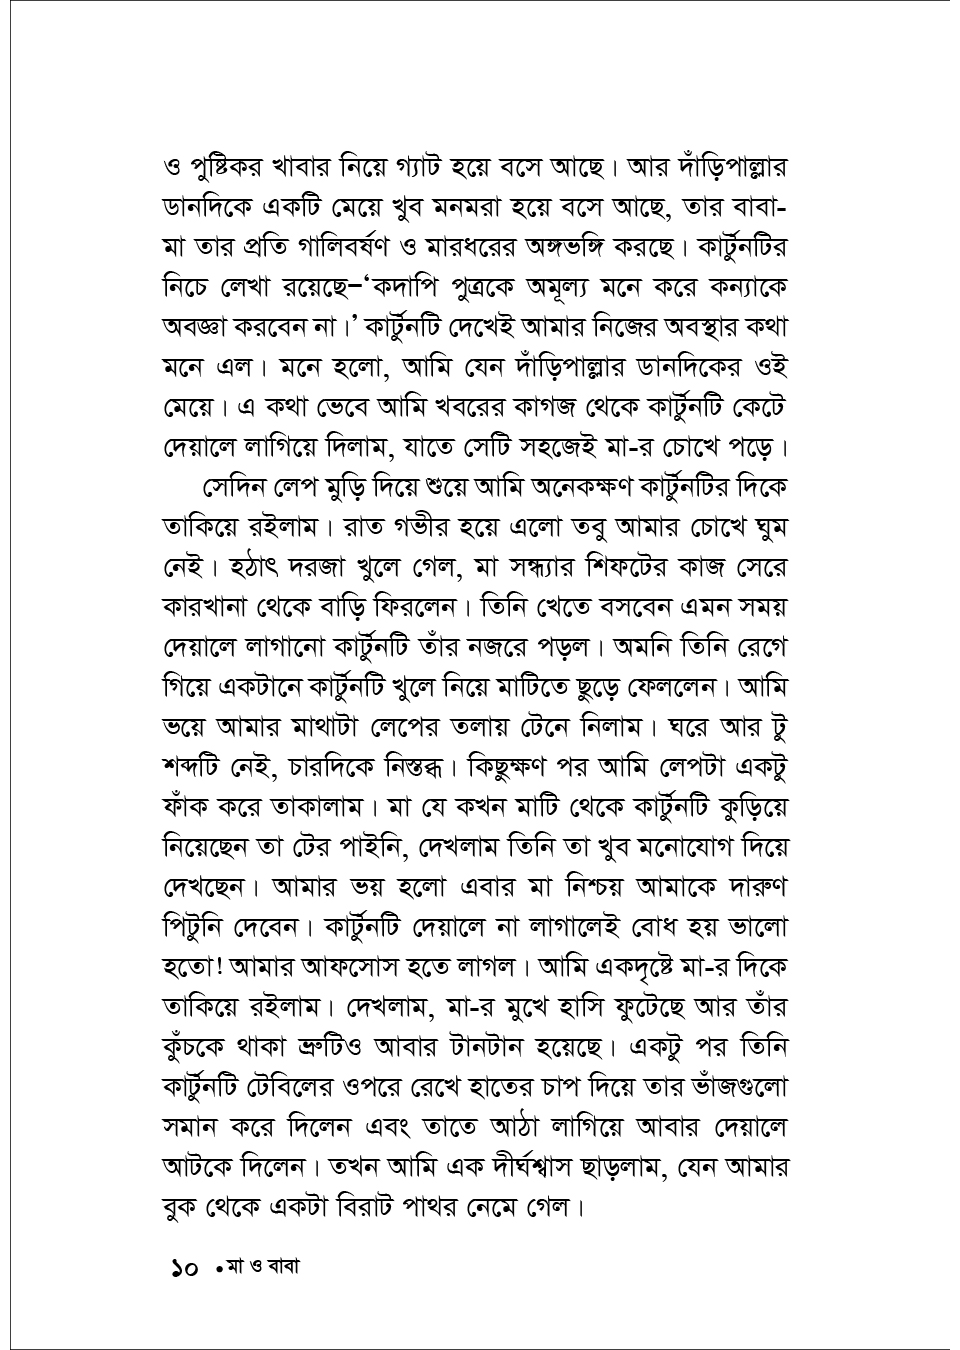 ও পুষ্টিকর খাবার নিয়ে গ্যাট হয়ে বসে আছে। আর দাঁড়িপাল্লার
ডানদিকে একটি মেয়ে খুব মনমরা হয়ে বসে আছে, তার বাবা-
মা তার প্রতি গালিবর্ষণ ও মারধরের অঙ্গভঙ্গি করছে। কার্টুনটির
নিচে লেখা রয়েছে–‘কদাপি পুত্রকে অমূল্য মনে করে কন্যাকে
অবজ্ঞা করবেন না।’ কার্টুনটি দেখেই আমার নিজের অবস্থার কথা
মনে এল। মনে হলো, আমি যেন দাঁড়িপাল্লার ডানদিকের ওই
মেয়ে। এ কথা ভেবে আমি খবরের কাগজ থেকে কার্টুনটি কেটে
দেয়ালে লাগিয়ে দিলাম, যাতে সেটি সহজেই মা-র চোখে পড়ে।
সেদিন লেপ মুড়ি দিয়ে শুয়ে আমি অনেকক্ষণ কার্টুনটির দিকে
তাকিয়ে রইলাম। রাত গভীর হয়ে এলো তবু আমার চোখে ঘুম
নেই। হঠাৎ দরজা খুলে গেল, মা সন্ধ্যার শিফটের কাজ সেরে
কারখানা থেকে বাড়ি ফিরলেন। তিনি খেতে বসবেন এমন সময়
দেয়ালে লাগানো কার্টুনটি তাঁর নজরে পড়ল। অমনি তিনি রেগে
গিয়ে একটানে কার্টুনটি খুলে নিয়ে মাটিতে ছুড়ে ফেললেন। আমি
ভয়ে আমার মাথাটা লেপের তলায় টেনে নিলাম। ঘরে আর টু
শব্দটি নেই, চারদিকে নিস্তব্ধ। কিছুক্ষণ পর আমি লেপটা একটু
ফাঁক করে তাকালাম। মা যে কখন মাটি থেকে কার্টুনটি কুড়িয়ে
নিয়েছেন তা টের পাইনি, দেখলাম তিনি তা খুব মনোযোগ দিয়ে
দেখছেন। আমার ভয় হলো এবার মা নিশ্চয় আমাকে দারুণ
পিটুনি দেবেন। কার্টুনটি দেয়ালে না লাগালেই বোধ হয় ভালো
হতো! আমার আফসোস হতে লাগল। আমি একদৃষ্টে মা-র দিকে
তাকিয়ে রইলাম। দেখলাম, মা-র মুখে হাসি ফুটেছে আর তাঁর
কুঁচকে থাকা ভ্রুটিও আবার টানটান হয়েছে। একটু পর তিনি
কার্টুনটি টেবিলের ওপরে রেখে হাতের চাপ দিয়ে তার ভাঁজগুলো
সমান করে দিলেন এবং তাতে আঠা লাগিয়ে আবার দেয়ালে
আটকে দিলেন। তখন আমি এক দীর্ঘশ্বাস ছাড়লাম, যেন আমার
বুক থেকে একটা বিরাট পাথর নেমে গেল।
১০ • মা ও বাবা